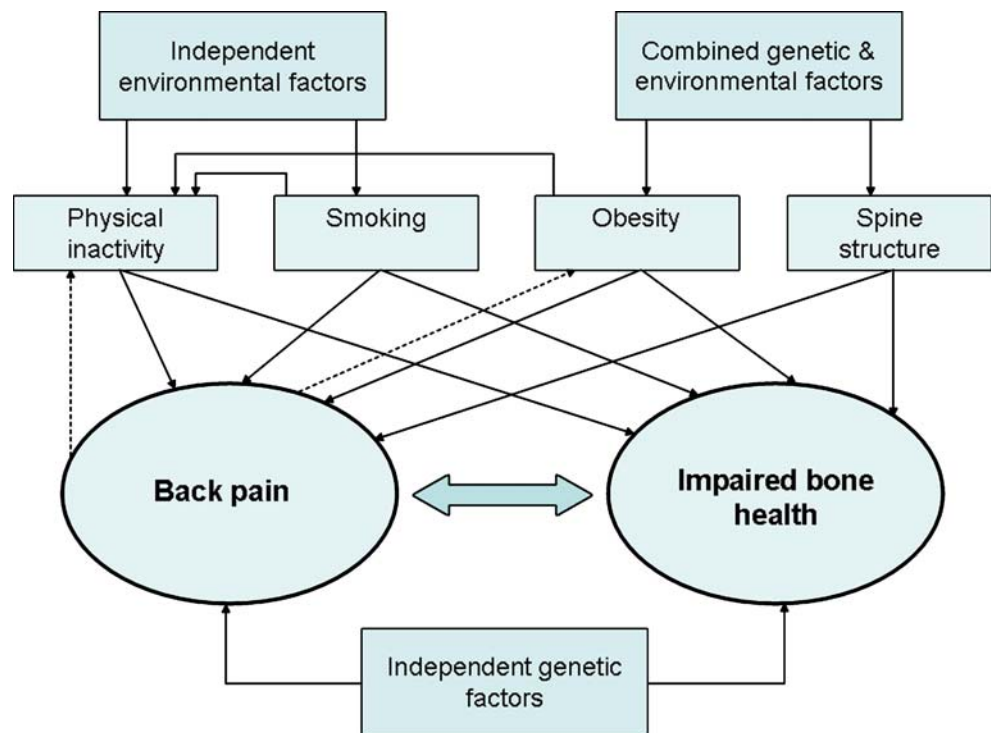 Independent
environmental factors
Combined genetic &
environmental factors
Physical
inactivity
Smoking
Obesity
Spine
structure
Back pain
Impaired bone
health
Independent genetic
factors